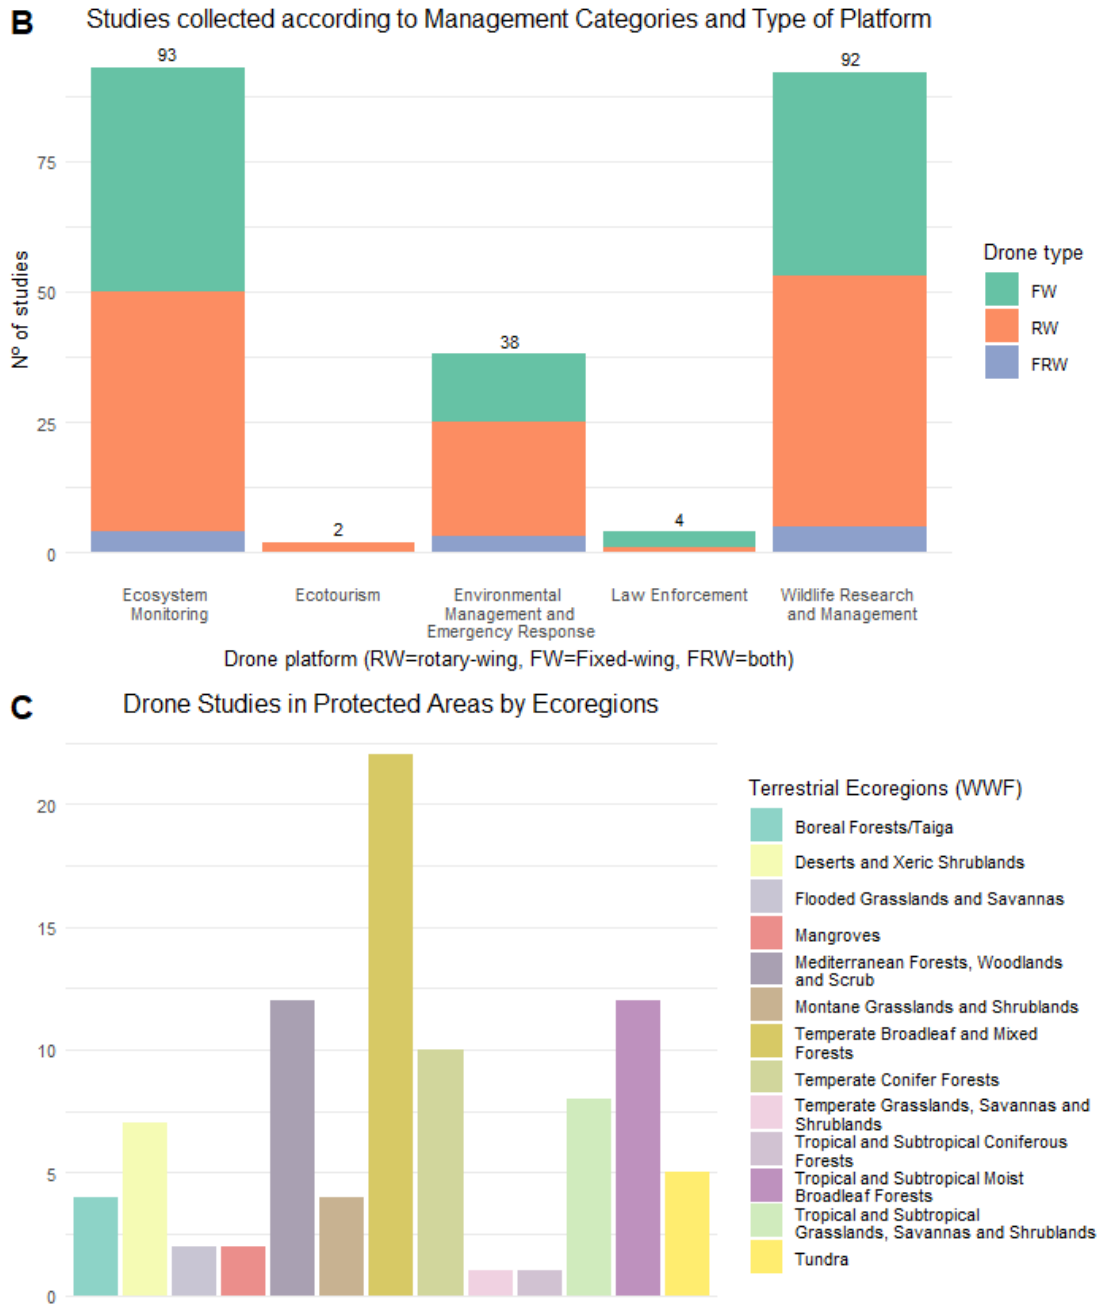 B
Studies collected according to Management Categories and Type of Platform
93
92
75
50
38
25
2
4
0
Nº of studies
Drone type
FW
RW
FRW
Ecosystem
Monitoring
Ecotourism
Environmental
Management and
Emergency Response
Law Enforcement
Wildlife Research
and Management
Drone platform (RW=rotary-wing, FW=Fixed-wing, FRW=both)
C
Drone Studies in Protected Areas by Ecoregions
20
15
10
5
0
Terrestrial Ecoregions (WWF)
Boreal Forests/Taiga
Deserts and Xeric Shrublands
Flooded Grasslands and Savannas
Mangroves
Mediterranean Forests, Woodlands
and Scrub
Montane Grasslands and Shrublands
Temperate Broadleaf and Mixed
Forests
Temperate Conifer Forests
Temperate Grasslands, Savannas and
Shrublands
Tropical and Subtropical Coniferous
Forests
Tropical and Subtropical Moist
Broadleaf Forests
Tropical and Subtropical
Grasslands, Savannas and Shrublands
Tundra